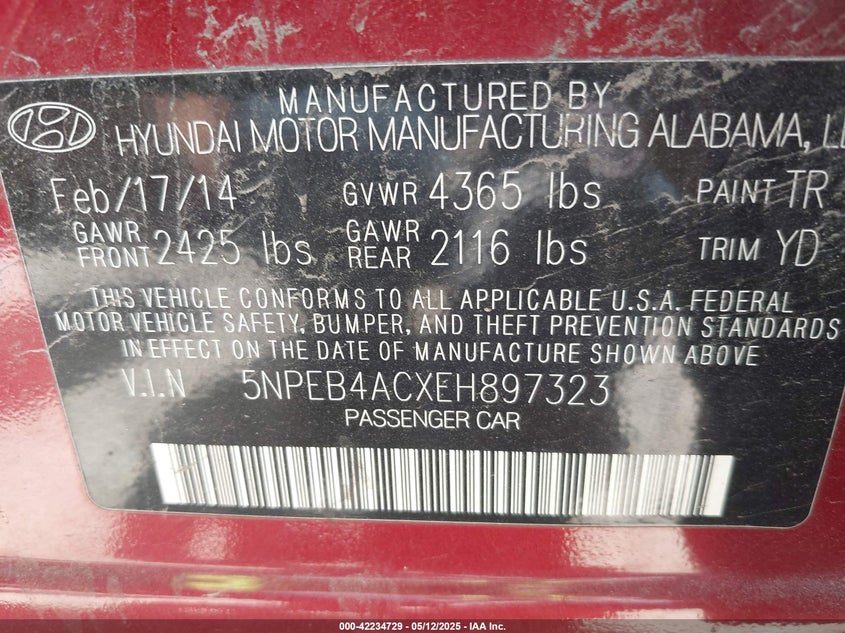 MANUFACTURED BY
HYUNDAI MOTOR MANUFACTURING ALABAMA,
Feb/17/14 GVWR 4365 lbs PAINT TR
GAWR FRONT 2425 lbs GAWR REAR 2116 lbs TRIM YD
THIS VEHICLE CONFORMS TO ALL APPLICABLE U.S.A. FEDERAL
MOTOR VEHICLE SAFETY, BUMPER, AND THEFT PREVENTION STANDARDS
IN EFFECT ON THE DATE OF MANUFACTURE SHOWN ABOVE
V.I.N 5NPEB4ACXEH897323
PASSENGER CAR
000-42234729 - 05/12/2025 - IAA Inc.